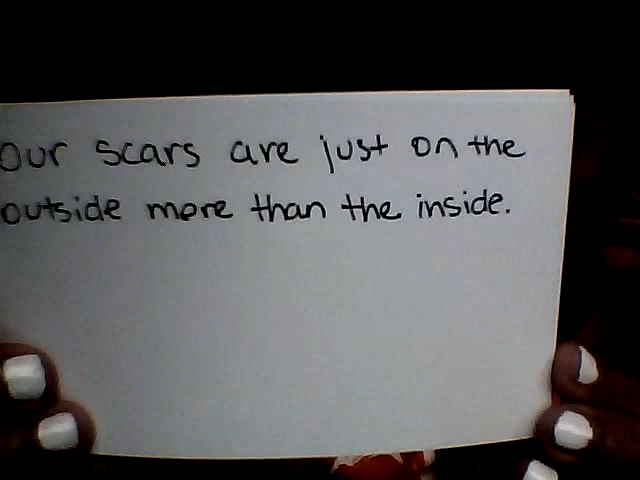 Our scars are just on the
outside more than the inside.